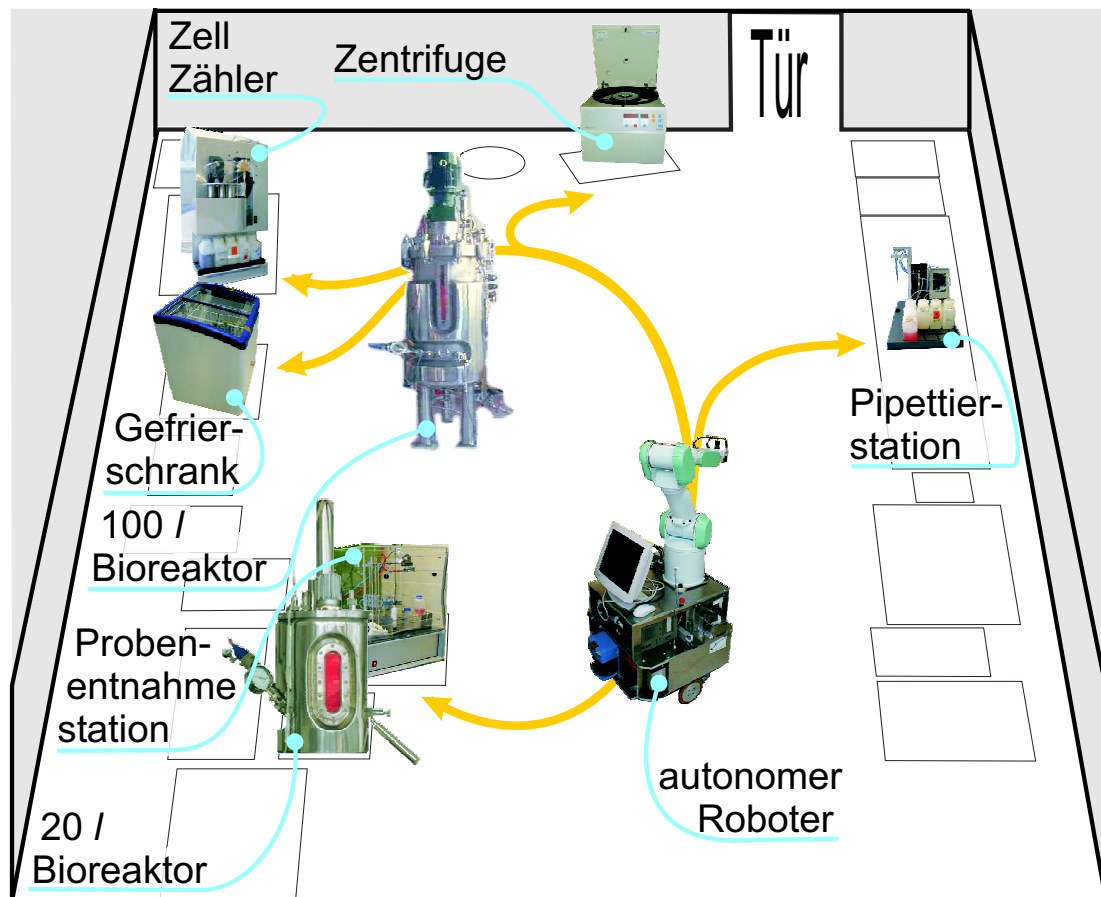 Zell
Zähler
Zentrifuge
Tür
Gefrier-
schrank
Pipettier-
station
100 l
Bioreaktor
Proben-
entnahme
station
autonomer
Roboter
20 l
Bioreaktor